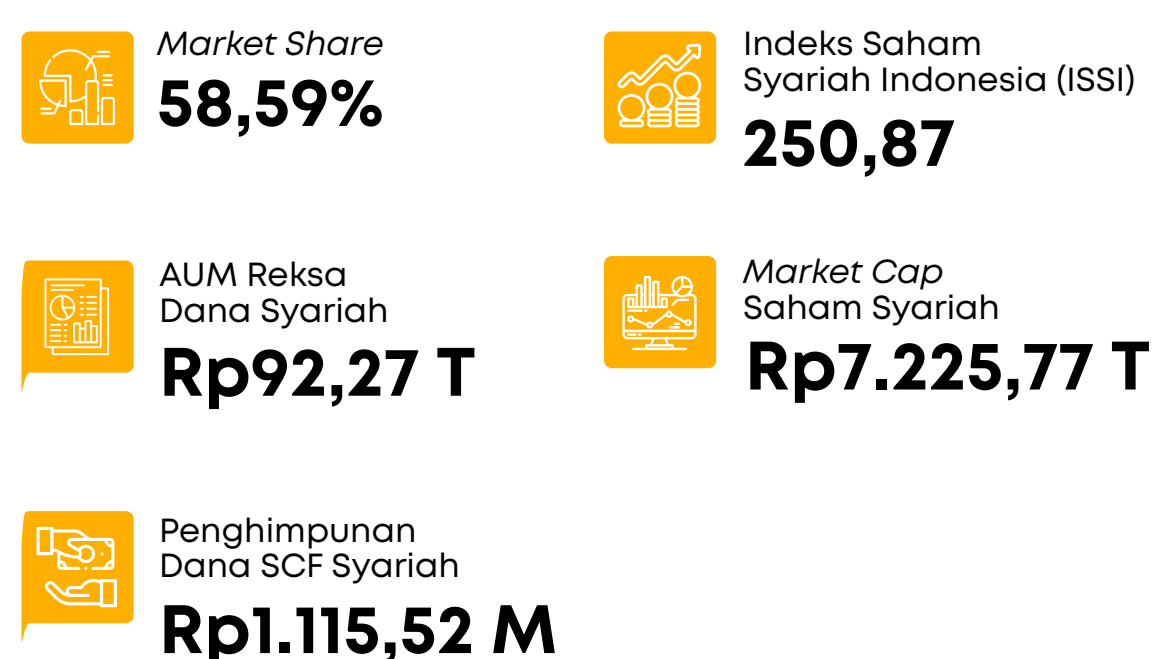 Market Share
58,59%
Indeks Saham
Syariah Indonesia (ISSI)
250,87
AUM Reksa
Dana Syariah
Rp92,27 T
Market Cap
Saham Syariah
Rp7.225,77 T
Penghimpunan
Dana SCF Syariah
Rp1.115,52 M